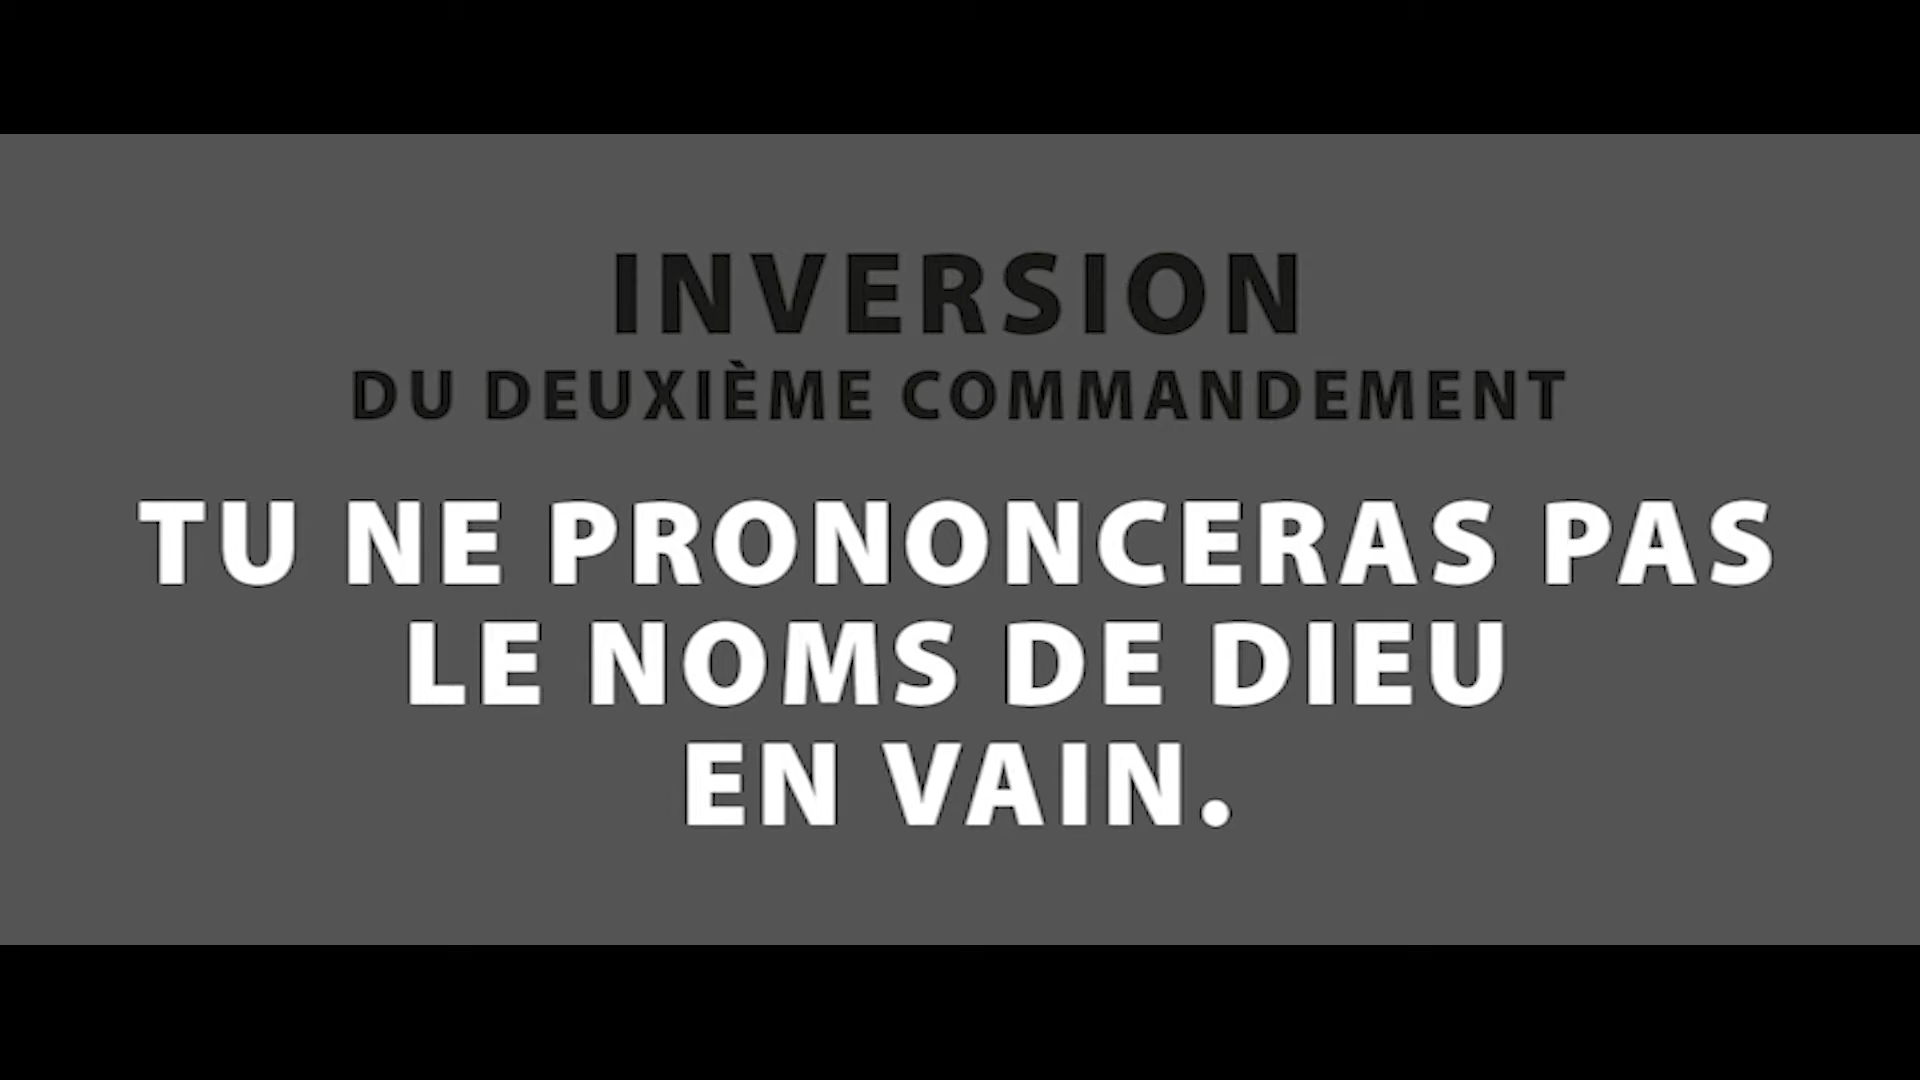 INVERSION
DU DEUXIÈME COMMANDEMENT
TU NE PRONONCERAS PAS
LE NOMS DE DIEU
EN VAIN.